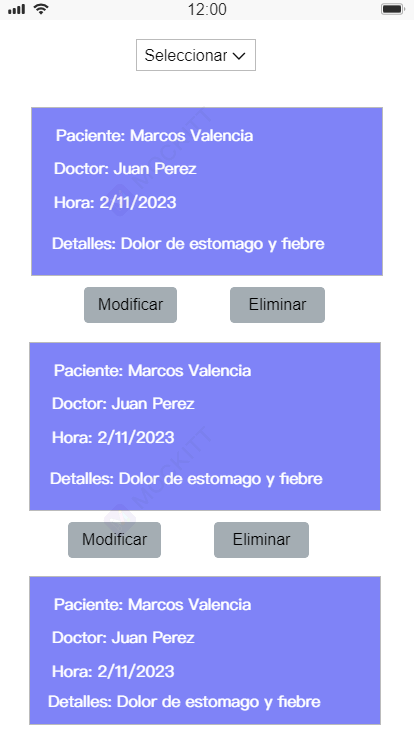 12:00
Seleccionar
Paciente: Marcos Valencia
Doctor: Juan Perez
Hora: 2/11/2023
Detalles: Dolor de estomago y fiebre
MOCKITT
Modificar Eliminar
Paciente: Marcos Valencia
Doctor: Juan Perez
Hora: 2/11/2023
Detalles: Dolor de estomago y fiebre
MOCKITT
Modificar Eliminar
Paciente: Marcos Valencia
Doctor: Juan Perez
Hora: 2/11/2023
Detalles: Dolor de estomago y fiebre